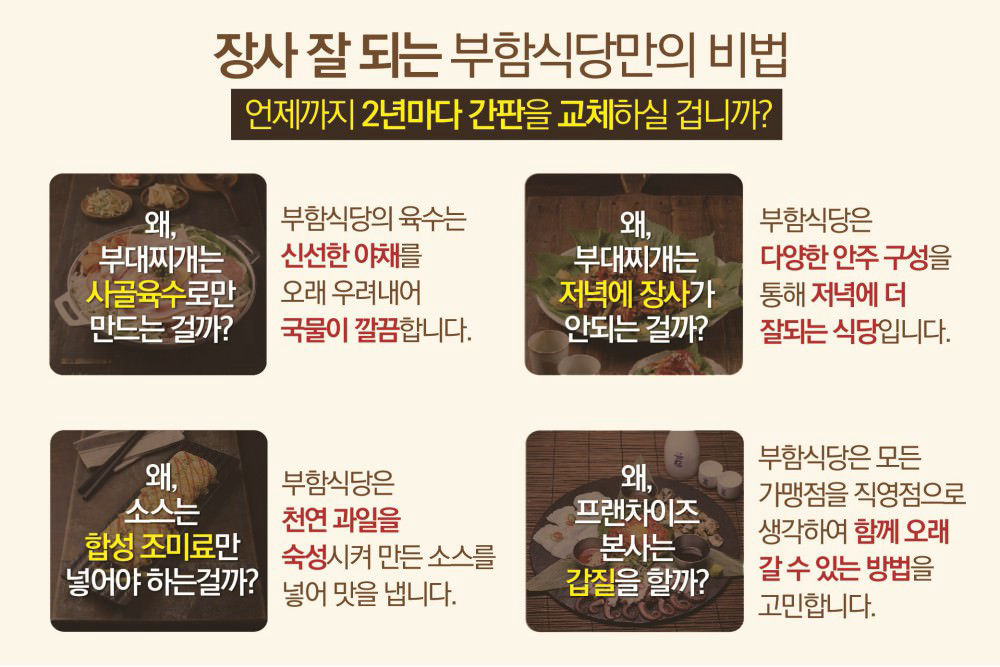 장사 잘 되는 부함식당만의 비법
언제까지 2년마다 간판을 교체하실 겁니까?
왜,
부대찌개는
사골육수로만
만드는 걸까?
부함식당의 육수는
신선한 야채를
오래 우려내어
국물이 깔끔합니다.
왜,
부대찌개는
저녁에 장사가
안되는 걸까?
부함식당은
다양한 안주 구성을
통해 저녁에 더
잘되는 식당입니다.
왜,
소스는
합성 조미료만
넣어야 하는걸까?
부함식당은
천연 과일을
숙성시켜 만든 소스를
넣어 맛을 냅니다.
왜,
프랜차이즈
본사는
갑질을 할까?
부함식당은 모든
가맹점을 직영점으로
생각하여 함께 오래
갈 수 있는 방법을
고민합니다.